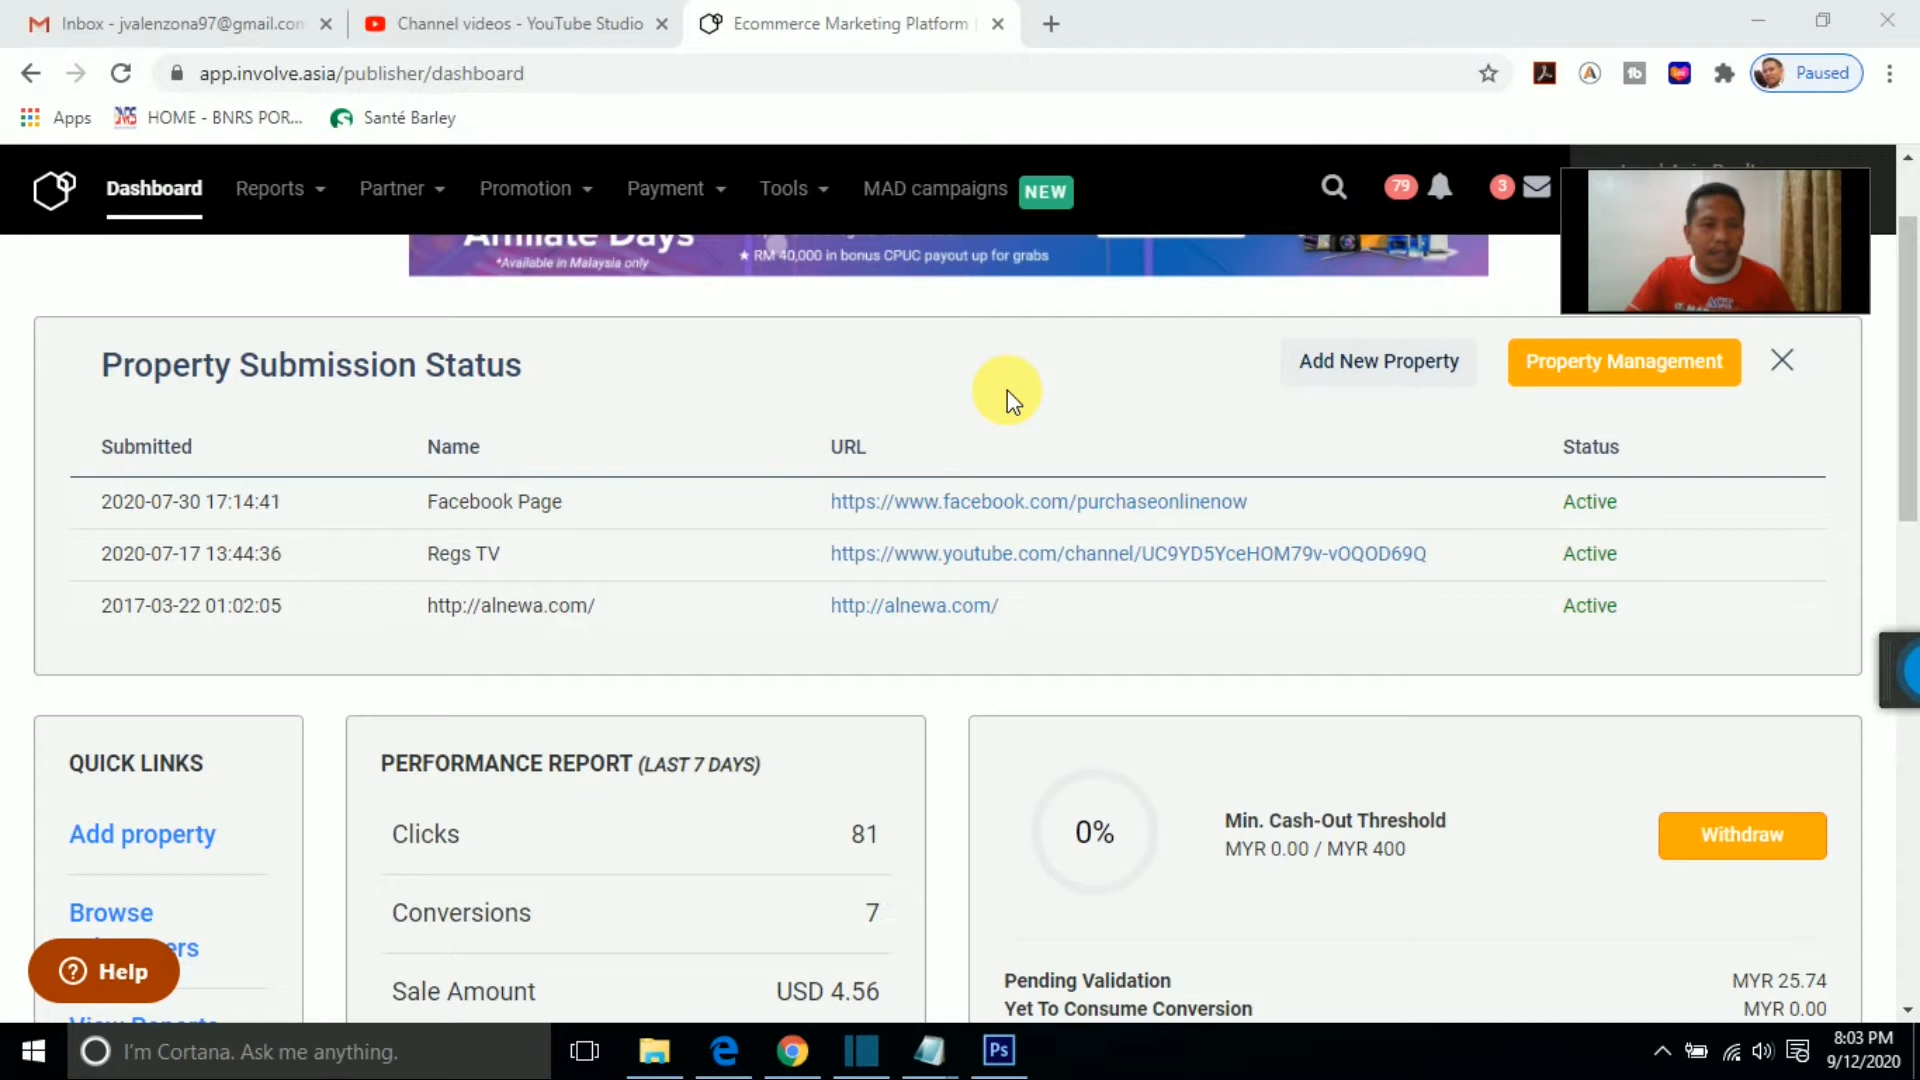 Inbox - jvalenzona97@gmail.con
Channel videos - YouTube Studio
Ecommerce Marketing Platform
app.involve.asia/publisher/dashboard
Paused
Apps
HOME - BNRS POR...
Santé Barley
Dashboard
Reports
Partner
Promotion
Payment
Tools
MAD campaigns
NEW
79
3
Affiliate Days
*Available in Malaysia only
★ RM 40,000 in bonus CPUC payout up for grabs
Property Submission Status
Add New Property
Property Management
Submitted Name URL Status
2020-07-30 17:14:41 Facebook Page https://www.facebook.com/purchaseonlinenow Active
2020-07-17 13:44:36 Regs TV https://www.youtube.com/channel/UC9YD5YceHOM79v-vOQOD69Q Active
2017-03-22 01:02:05 http://alnewa.com/ http://alnewa.com/ Active
QUICK LINKS
Add property
Browse
ers
View Reports
Help
PERFORMANCE REPORT (LAST 7 DAYS)
Clicks 81
Conversions 7
Sale Amount USD 4.56
0%
Min. Cash-Out Threshold
MYR 0.00 / MYR 400
Withdraw
Pending Validation MYR 25.74
Yet To Consume Conversion MYR 0.00
I'm Cortana. Ask me anything.
Ps
8:03 PM
9/12/2020